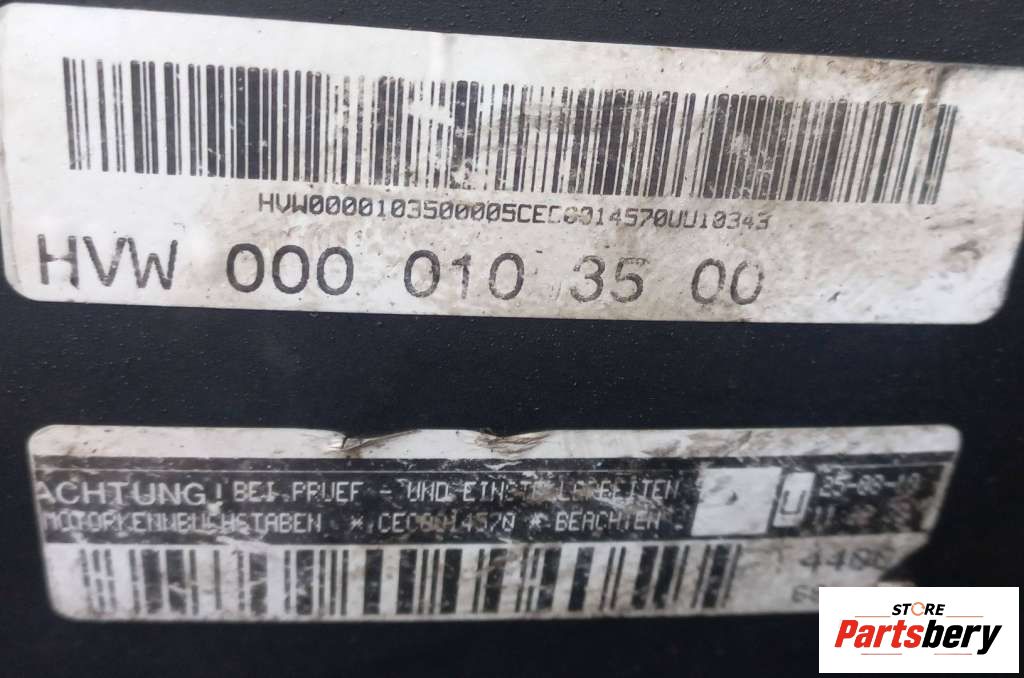 HVW0000103500005CEC0014570UU10343
HVW 000 010 35 00
ACHTUNG! BEI PRUEF - UND EINSTELLARBEITEN
MOTORKENNBUCHSTABEN * CEC0014570 * BEACHTEN
U
STORE
Partsbery